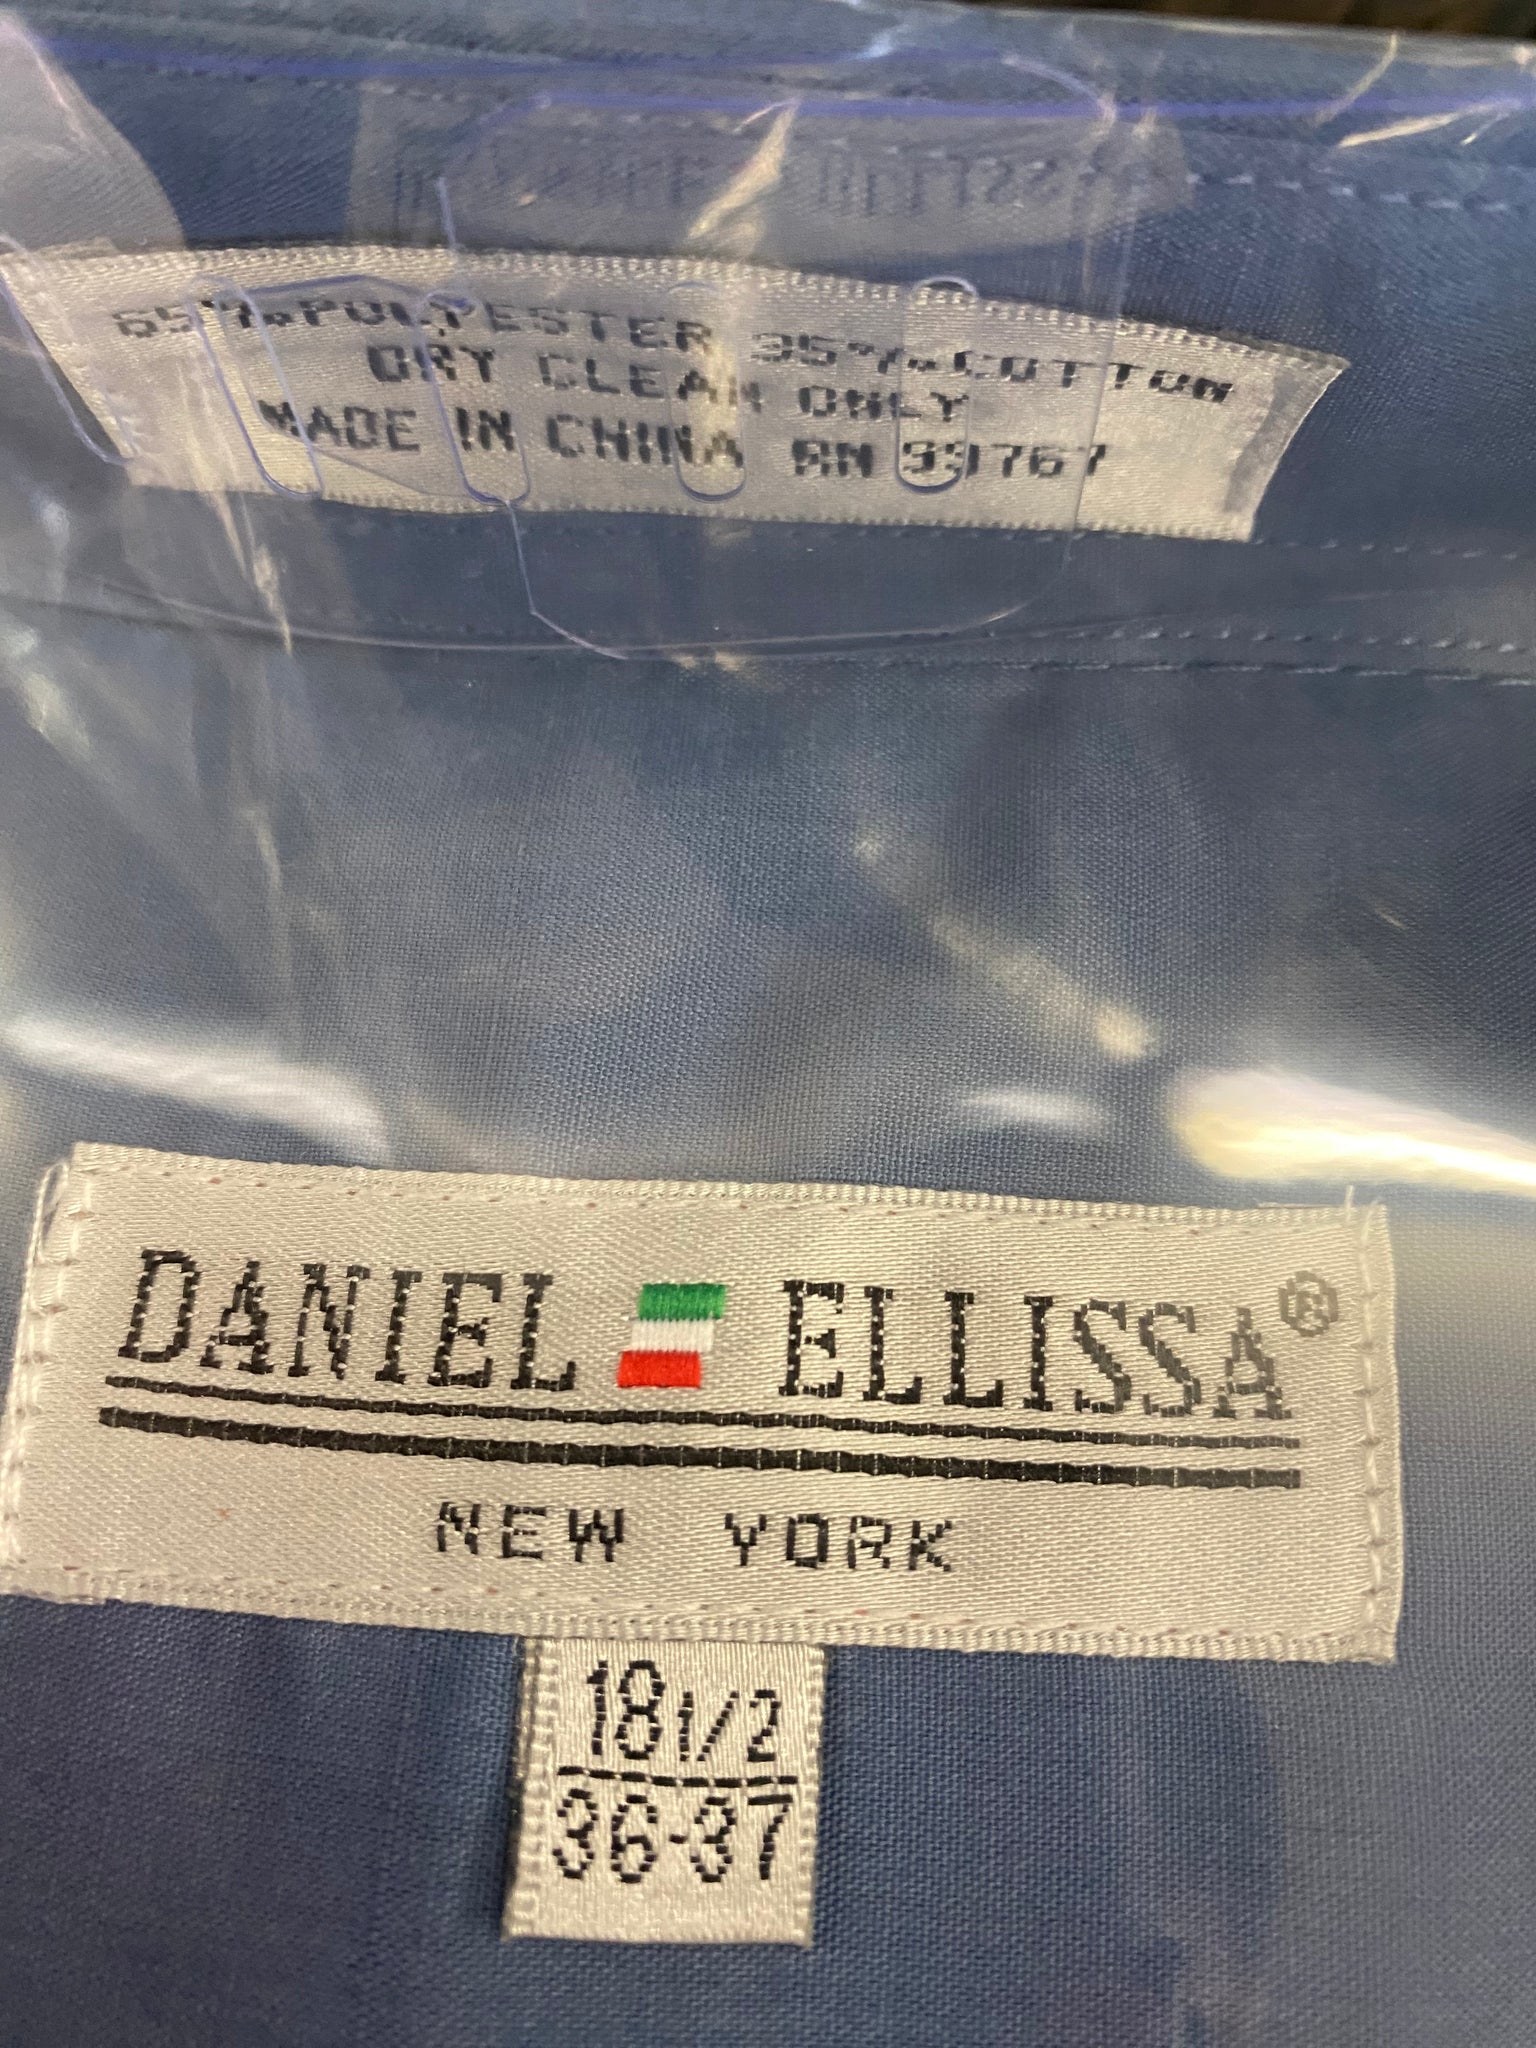 65%POLYESTER 35%COTTON
DRY CLEAN ONLY
MADE IN CHINA RN 99767
DANIEL ELLISSA®
NEW YORK
18 1/2
36-37